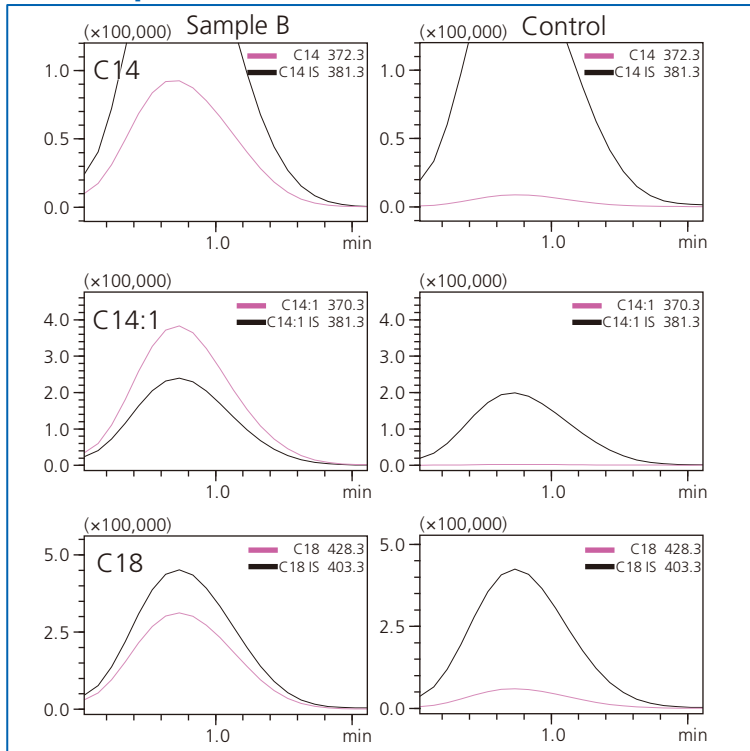 Sample B
Control
(×100,000)
(×100,000)
C14
C14 372.3
C14 IS 381.3
C14 372.3
C14 IS 381.3
1.0
0.5
0.0
1.0
0.5
0.0
1.0
min
1.0
min
(×100,000)
(×100,000)
C14:1
C14:1 370.3
C14:1 IS 381.3
C14:1 370.3
C14:1 IS 381.3
4.0
3.0
2.0
1.0
0.0
4.0
3.0
2.0
1.0
0.0
1.0
min
1.0
min
(×100,000)
(×100,000)
C18
C18 428.3
C18 IS 403.3
C18 428.3
C18 IS 403.3
5.0
2.5
0.0
5.0
2.5
0.0
1.0
min
1.0
min